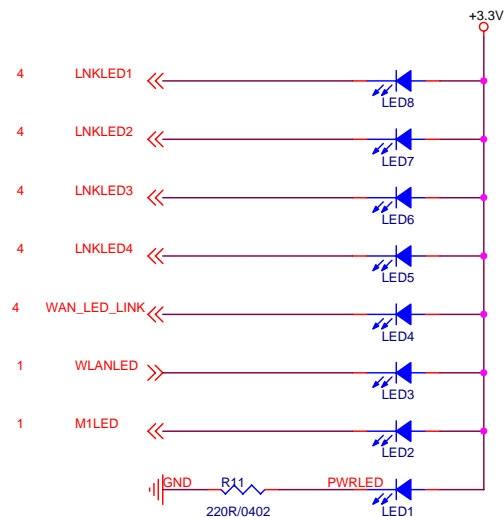 +3.3V
4 LNKLED1
LED8
4 LNKLED2
LED7
4 LNKLED3
LED6
4 LNKLED4
LED5
4 WAN_LED_LINK
LED4
1 WLANLED
LED3
1 M1LED
LED2
GND R11 PWRLED
220R/0402 LED1